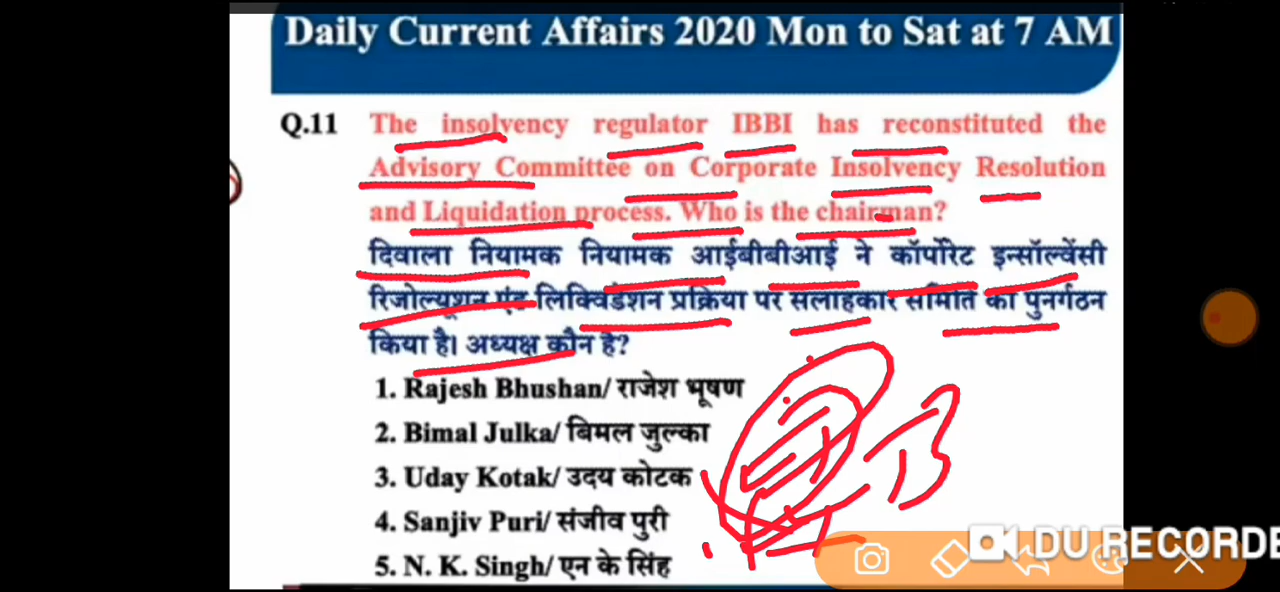 Daily Current Affairs 2020 Mon to Sat at 7 AM
Q.11 The insolvency regulator IBBI has reconstituted the
Advisory Committee on Corporate Insolvency Resolution
and Liquidation process. Who is the chairman?
दिवाला नियामक नियामक आईबीबीआई ने कॉर्पोरेट इन्सॉल्वेंसी
रिजोल्यूशन एंड लिक्विडेशन प्रक्रिया पर सलाहकार समिति का पुनर्गठन
किया है। अध्यक्ष कौन है?
1. Rajesh Bhushan/ राजेश भूषण
2. Bimal Julka/ बिमल जुल्का
3. Uday Kotak/ उदय कोटक
4. Sanjiv Puri/ संजीव पुरी
5. N. K. Singh/ एन के सिंह
DU RECORDE